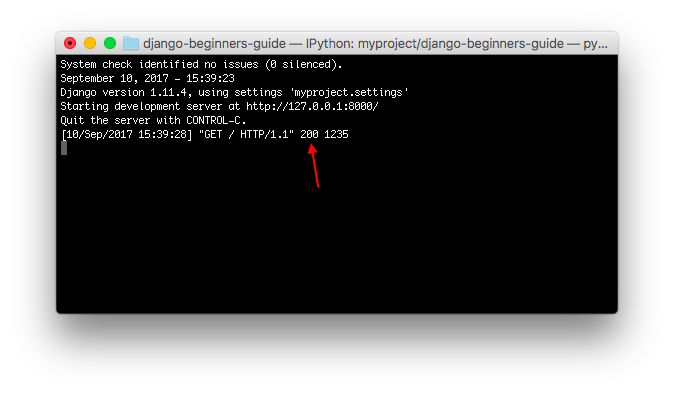 django-beginners-guide — IPython: myproject/django-beginners-guide — py...
System check identified no issues (0 silenced).
September 10, 2017 - 15:39:23
Django version 1.11.4, using settings 'myproject.settings'
Starting development server at http://127.0.0.1:8000/
Quit the server with CONTROL-C.
[10/Sep/2017 15:39:28] "GET / HTTP/1.1" 200 1235